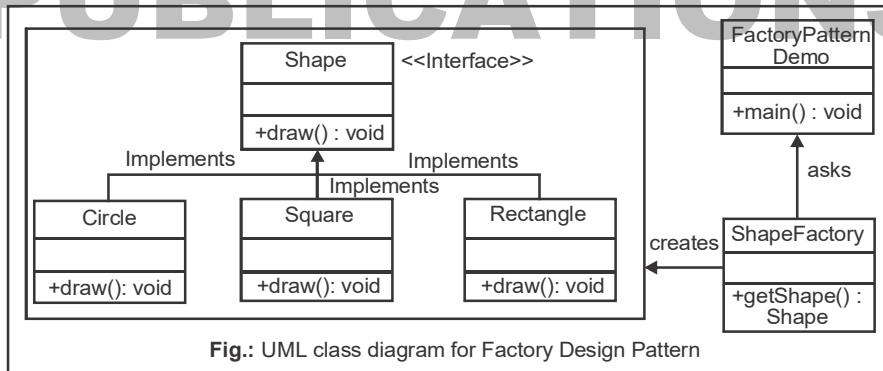 PUBLICATIONS
Shape <<Interface>>
+draw() : void
FactoryPattern
Demo
+main() : void
Implements
Implements
Implements
asks
Circle
+draw(): void
Square
+draw(): void
Rectangle
+draw(): void
creates
ShapeFactory
+getShape() :
Shape
Fig.: UML class diagram for Factory Design Pattern